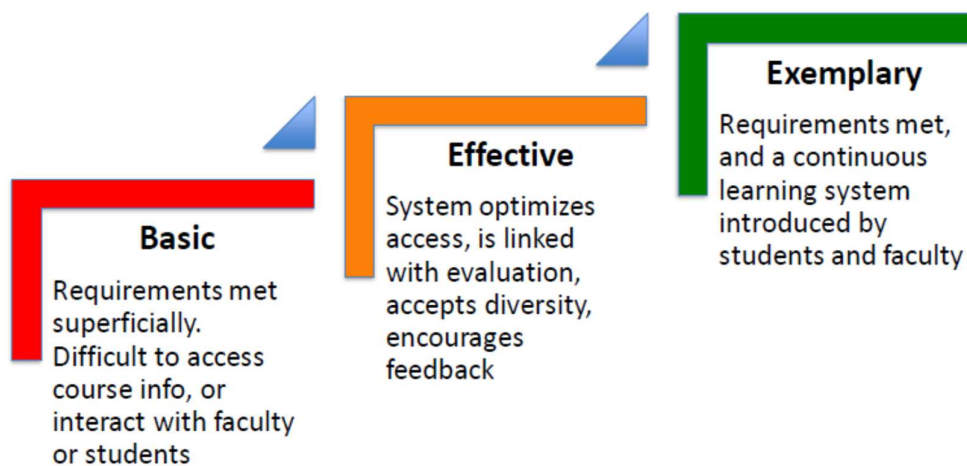 Basic
Requirements met
superficially.
Difficult to access
course info, or
interact with faculty
or students
Effective
System optimizes
access, is linked
with evaluation,
accepts diversity,
encourages
feedback
Exemplary
Requirements met,
and a continuous
learning system
introduced by
students and faculty